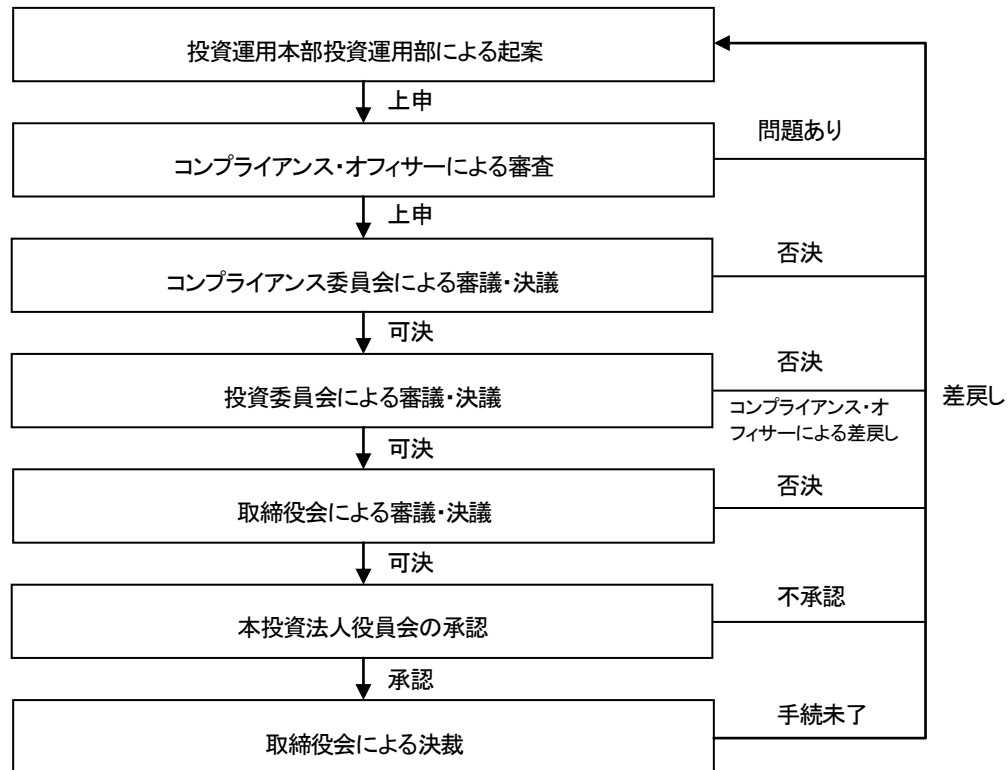 投資運用本部投資運用部による起案
上申
問題あり
コンプライアンス・オフィサーによる審査
上申
否決
コンプライアンス委員会による審議・決議
可決
否決
投資委員会による審議・決議
差戻し
コンプライアンス・オ
フィサーによる差戻し
可決
否決
取締役会による審議・決議
可決
不承認
本投資法人役員会の承認
承認
手続未了
取締役会による決裁